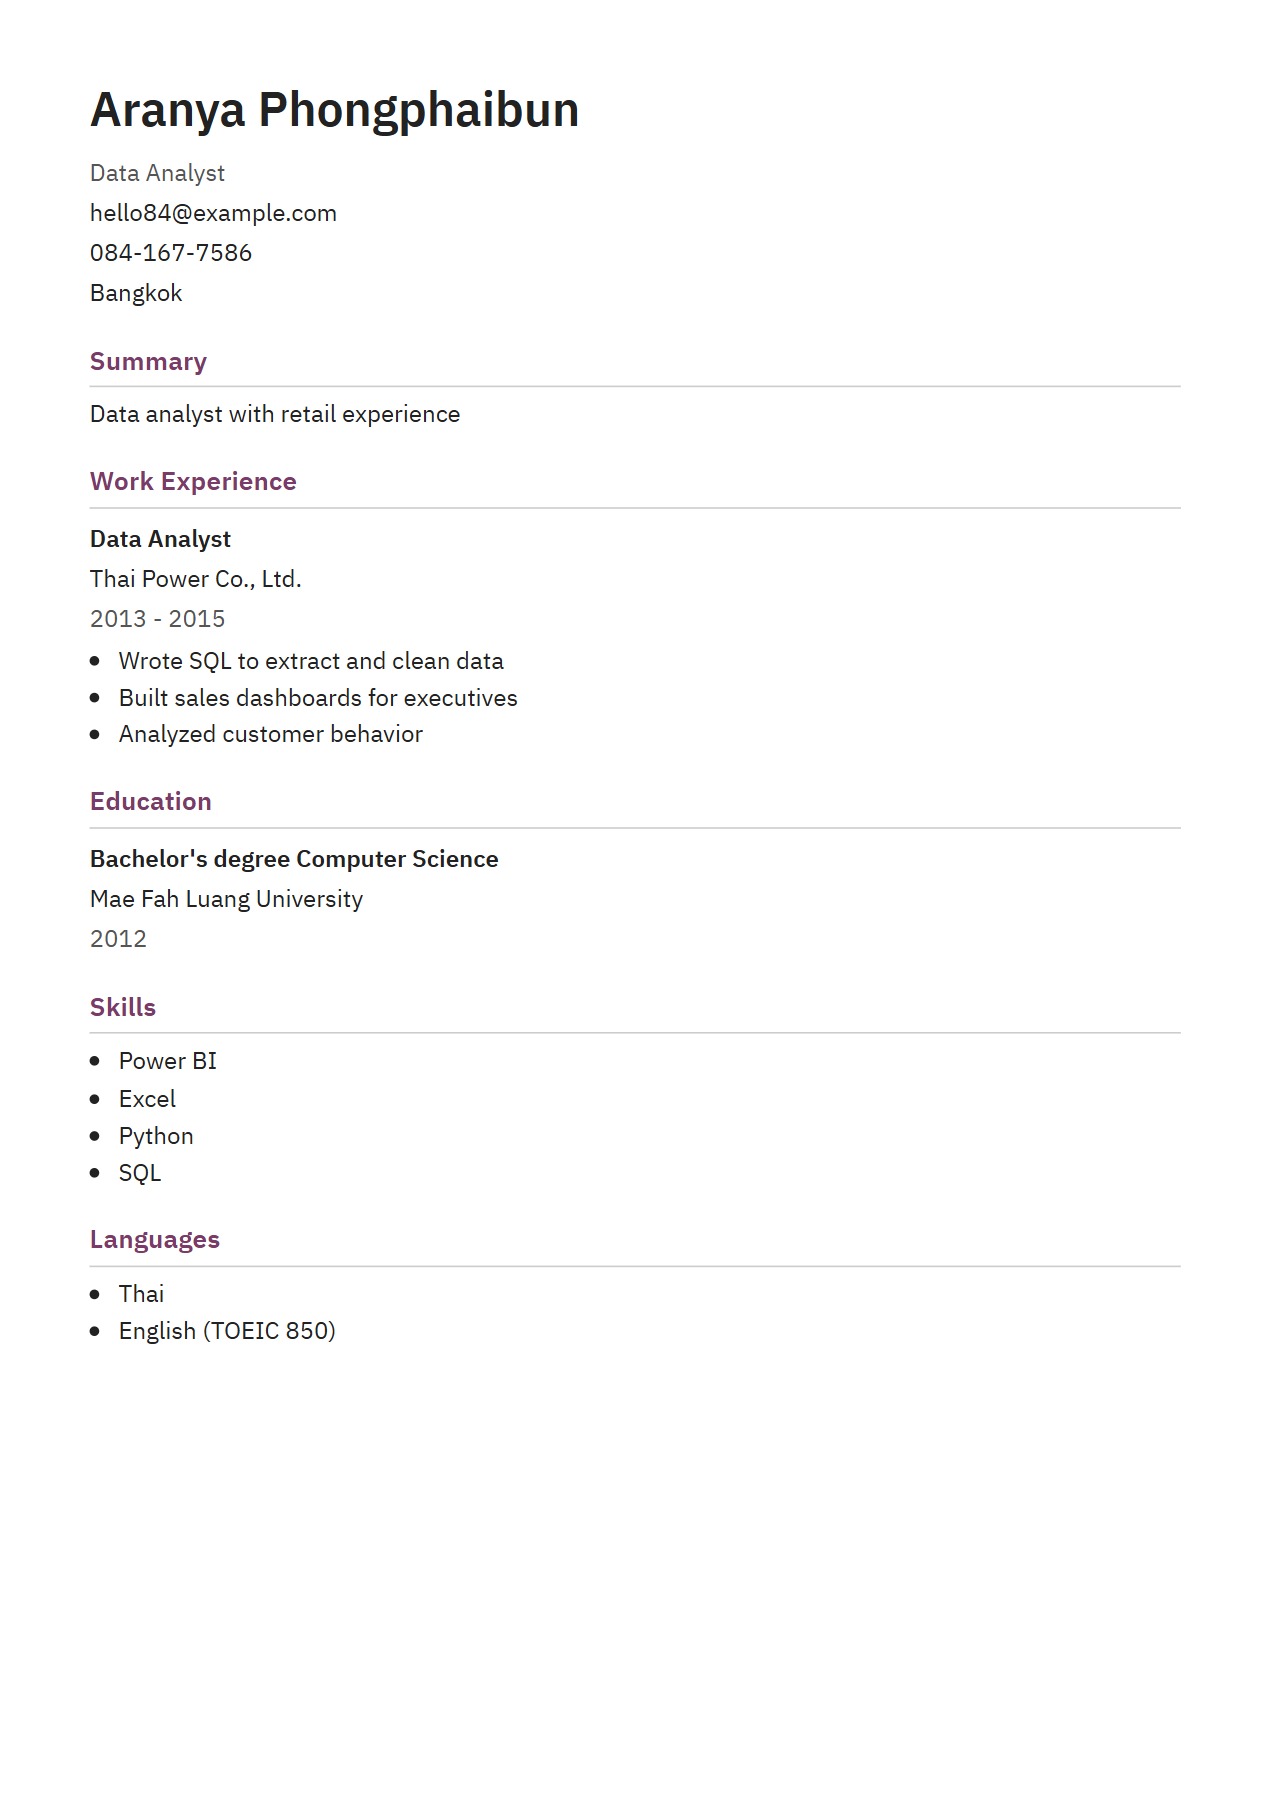 Aranya Phongphaibun
Data Analyst
hello84@example.com
084-167-7586
Bangkok
Summary
Data analyst with retail experience
Work Experience
Data Analyst
Thai Power Co., Ltd.
2013 - 2015
Wrote SQL to extract and clean data
Built sales dashboards for executives
Analyzed customer behavior
Education
Bachelor's degree Computer Science
Mae Fah Luang University
2012
Skills
Power BI
Excel
Python
SQL
Languages
Thai
English (TOEIC 850)